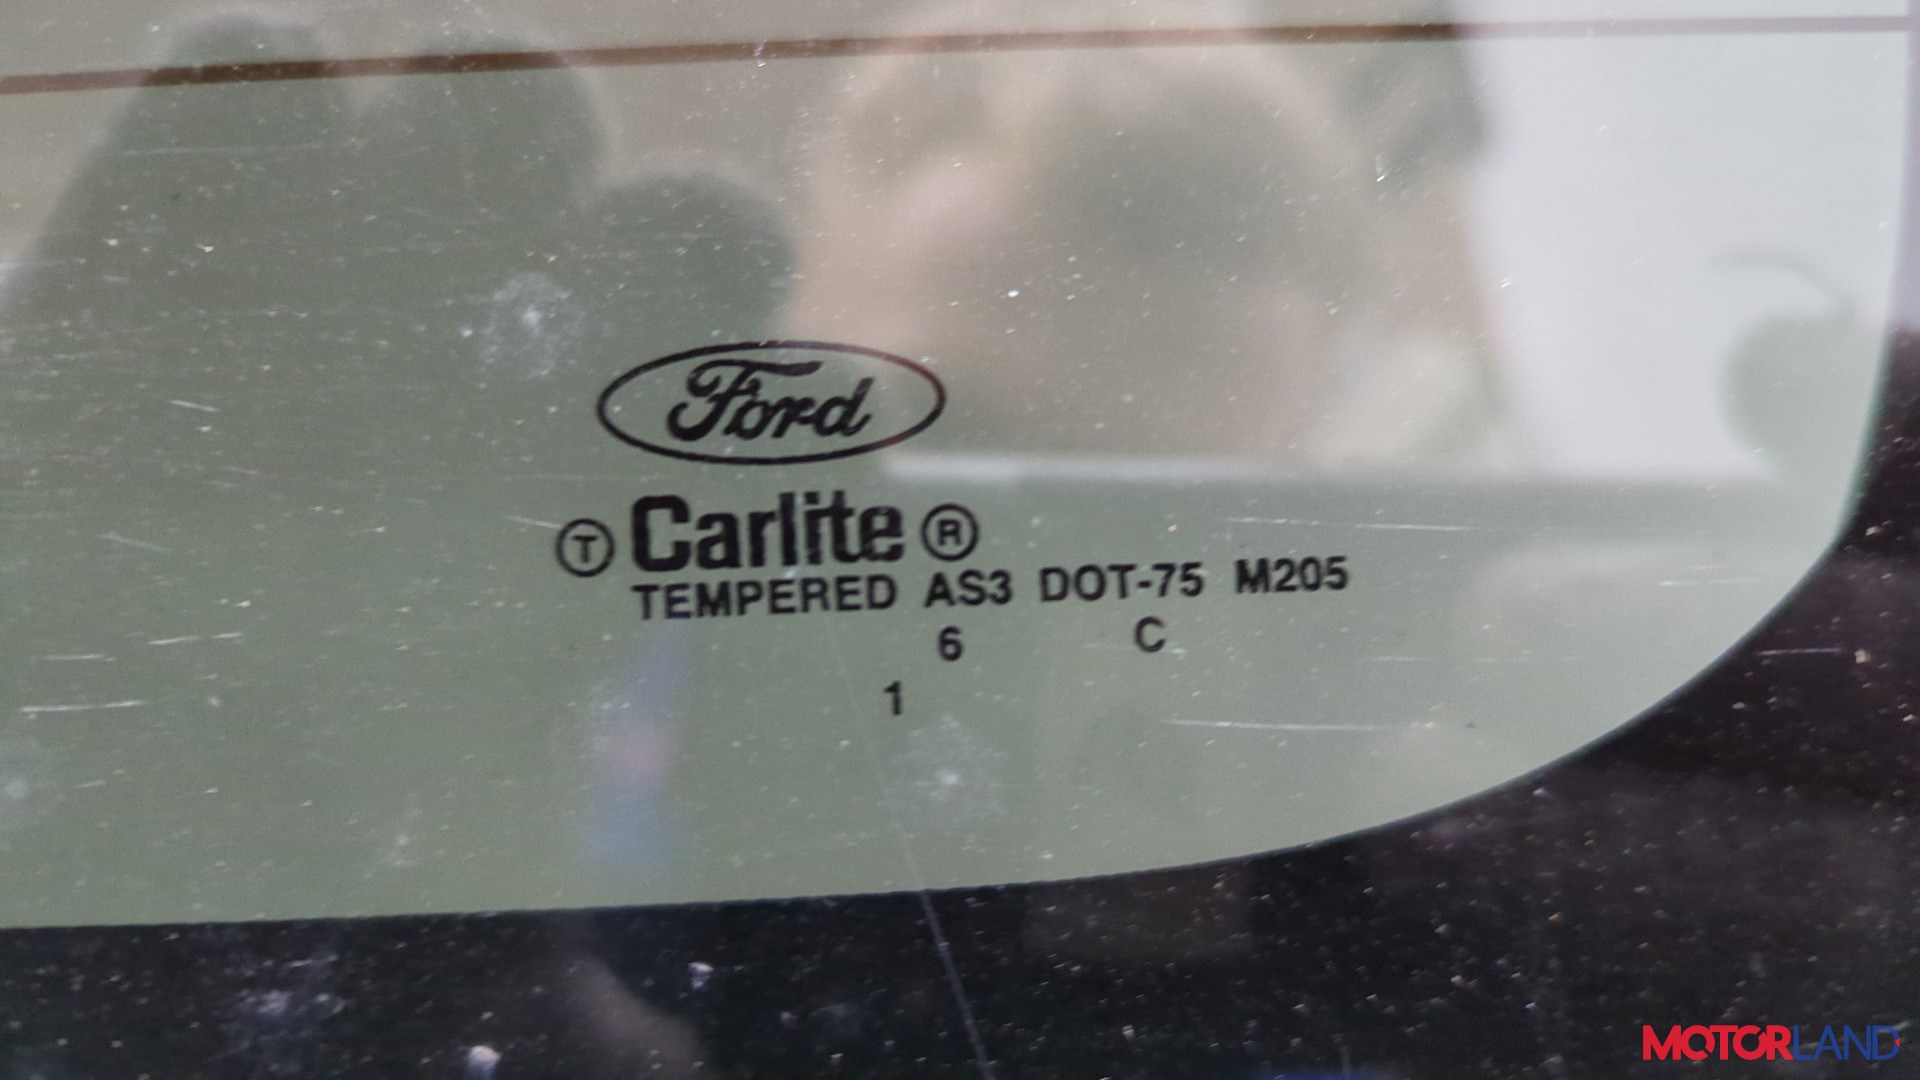 Ford
T Carlite ®
TEMPERED AS3 DOT-75 M205
6 C
1
MOTORLAND